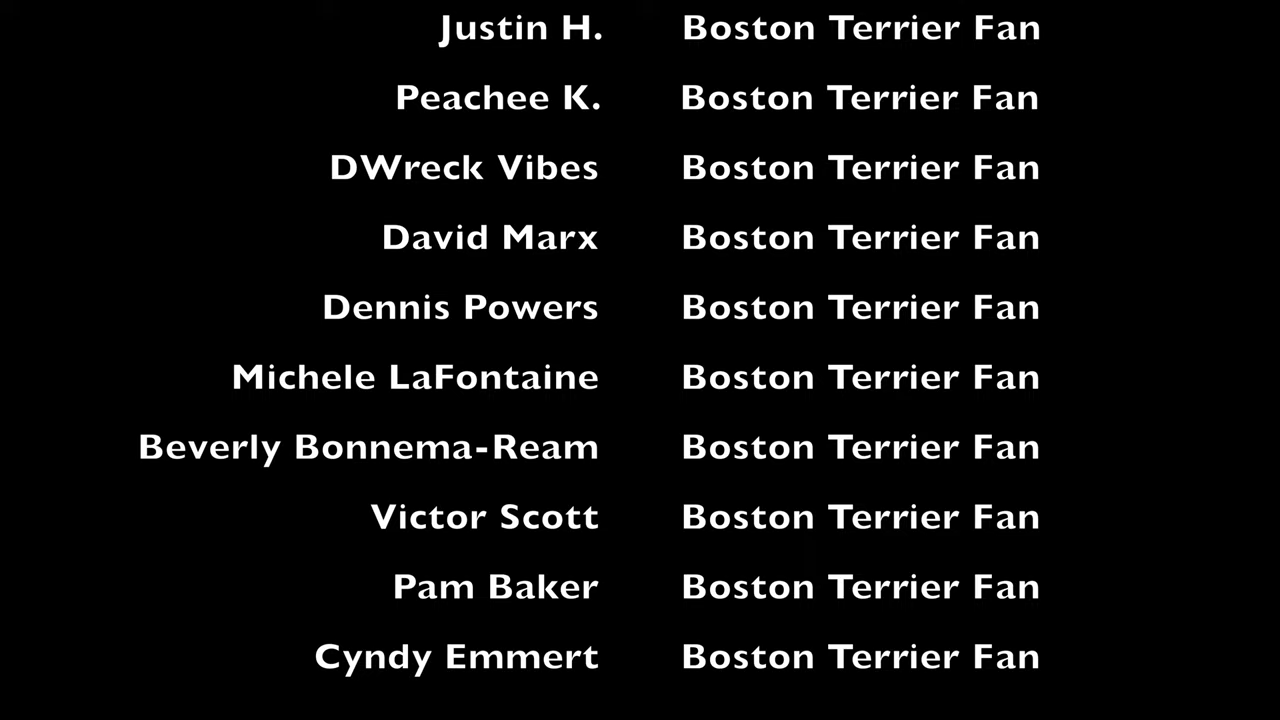 Justin H. Boston Terrier Fan
Peachee K. Boston Terrier Fan
DWreck Vibes Boston Terrier Fan
David Marx Boston Terrier Fan
Dennis Powers Boston Terrier Fan
Michele LaFontaine Boston Terrier Fan
Beverly Bonnema-Ream Boston Terrier Fan
Victor Scott Boston Terrier Fan
Pam Baker Boston Terrier Fan
Cyndy Emmert Boston Terrier Fan